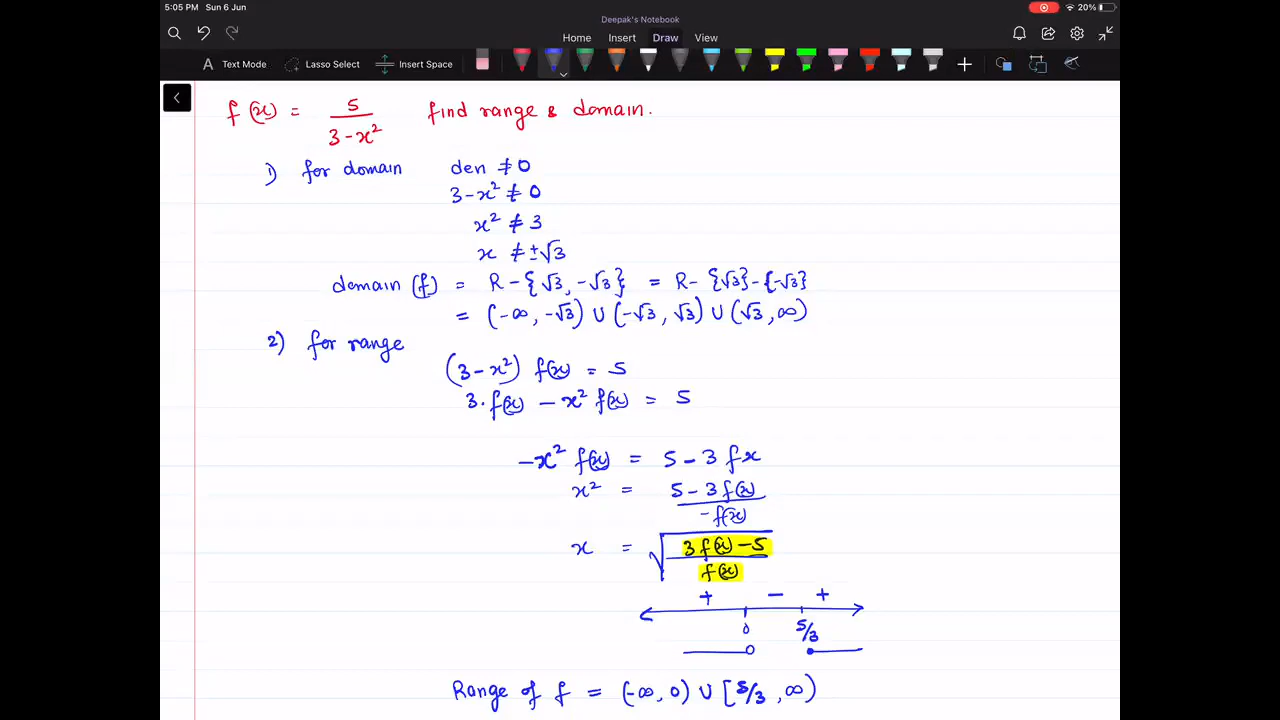 5:05 PM Sun 6 Jun
20%
Deepak's Notebook
Home Insert Draw View
Text Mode Lasso Select Insert Space
f(x) = 5/(3-x²) find range & domain.
1) for domain den ≠ 0
3-x² ≠ 0
x² ≠ 3
x ≠ ±√3
domain (f) = R-{√3, -√3} = R-{√3}-{-√3}
= (-∞, -√3) ∪ (-√3, √3) ∪ (√3, ∞)
2) for range
(3-x²) f(x) = 5
3·f(x) - x² f(x) = 5
-x² f(x) = 5-3 fx
x² = (5-3f(x))/(-f(x))
x = √((3f(x)-5)/f(x))
+ - +
0 5/3
Range of f = (-∞, 0) ∪ [5/3, ∞)